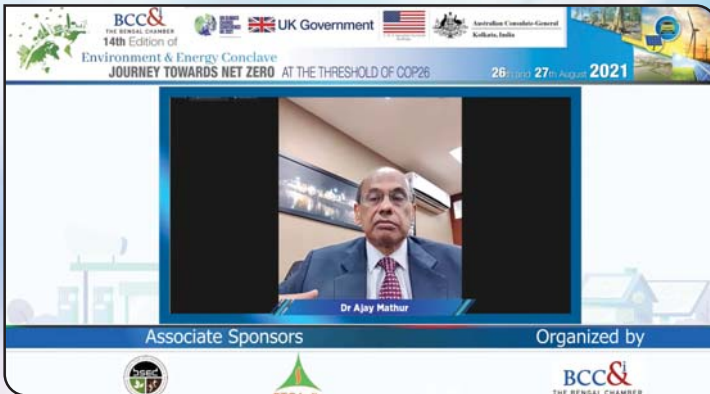 BCC&i
THE BENGAL CHAMBER
UK Government
Australian Consulate-General
Kolkata, India
14th Edition of
Environment & Energy Conclave
JOURNEY TOWARDS NET ZERO AT THE THRESHOLD OF COP26
26th and 27th August 2021
Dr Ajay Mathur
Associate Sponsors
Organized by
BCC&i
THE BENGAL CHAMBER